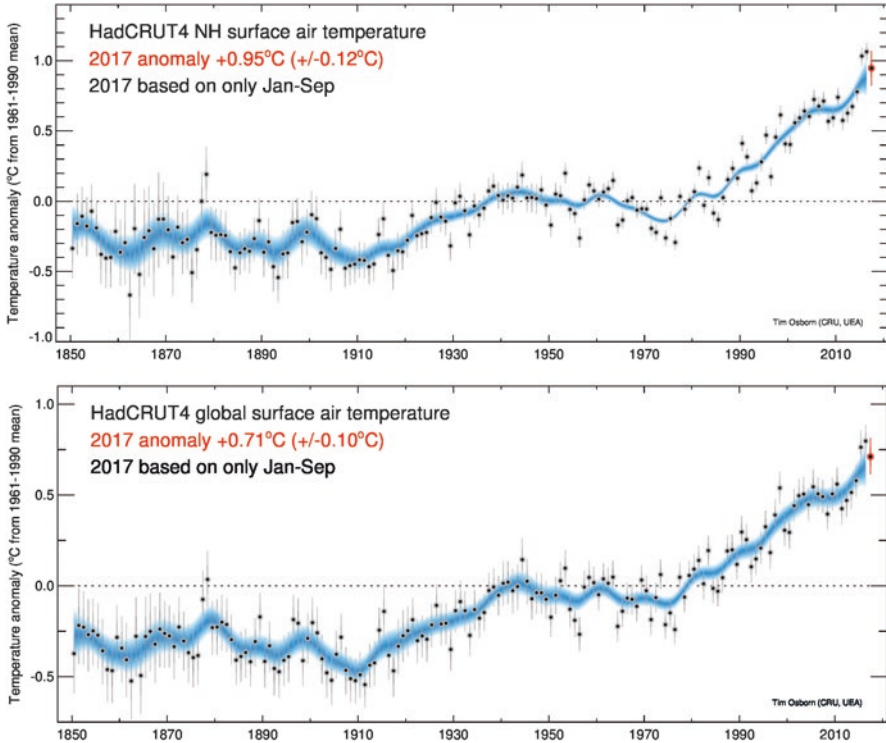 HadCRUT4 NH surface air temperature
2017 anomaly +0.95°C (+/-0.12°C)
2017 based on only Jan-Sep
Temperature anomaly (°C from 1961-1990 mean)
1.0
0.5
0.0
-0.5
-1.0
Tim Osborn (CRU, UEA)
1850 1870 1890 1910 1930 1950 1970 1990 2010
HadCRUT4 global surface air temperature
2017 anomaly +0.71°C (+/-0.10°C)
2017 based on only Jan-Sep
Temperature anomaly (°C from 1961-1990 mean)
1.0
0.5
0.0
-0.5
Tim Osborn (CRU, UEA)
1850 1870 1890 1910 1930 1950 1970 1990 2010